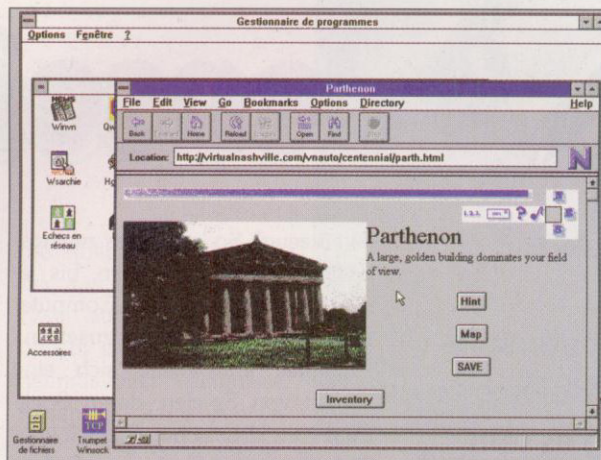 Gestionnaire de programmes
Options Fenêtre ?
Parthenon
File Edit View Go Bookmarks Options Directory Help
Back Home Reload Open Find
Location: http://virtualnashville.com/vnauto/centennial/parth.html
N
Winvn
Wsarchie
Echecs en
réseau
Accessoires
Parthenon
A large, golden building dominates your field
of view.
Hint
Map
SAVE
Inventory
Gestionnaire
de fichiers
TCP
Trumpet
Winsock